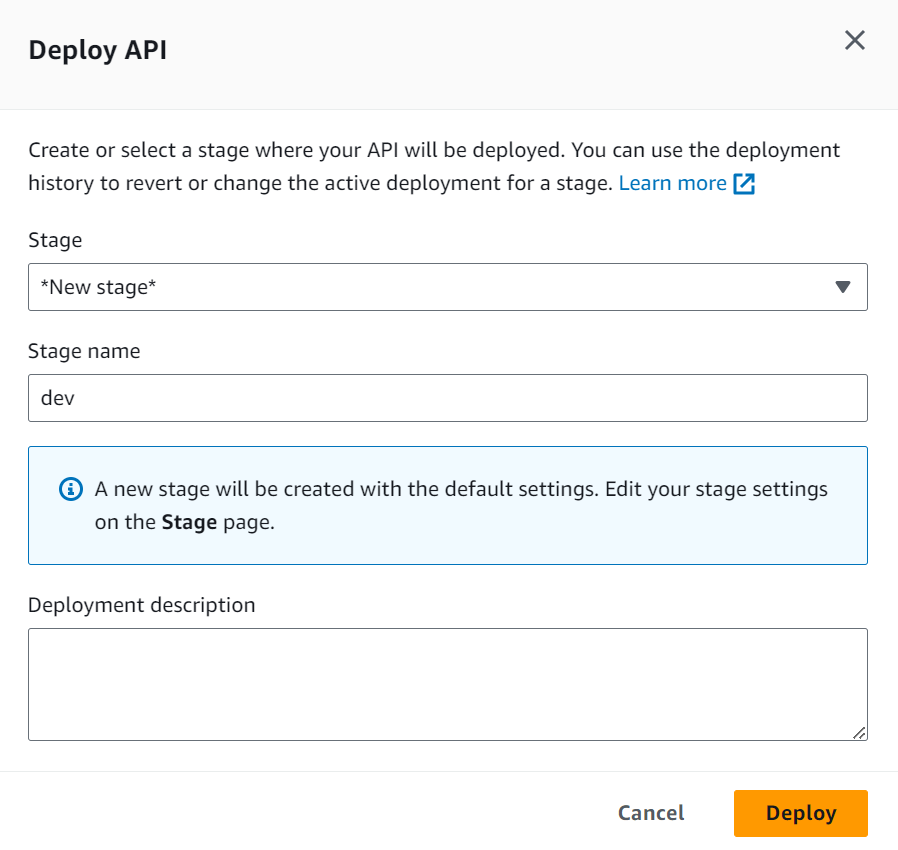 Deploy API
Create or select a stage where your API will be deployed. You can use the deployment
history to revert or change the active deployment for a stage. Learn more
Stage
*New stage*
Stage name
dev
A new stage will be created with the default settings. Edit your stage settings
on the Stage page.
Deployment description
Cancel
Deploy